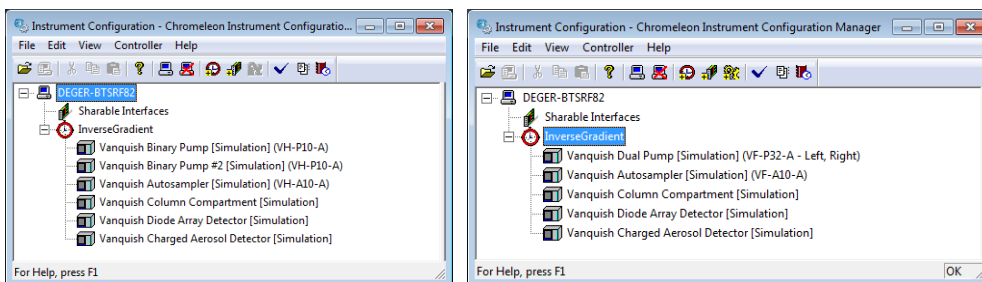 Instrument Configuration - Chromeleon Instrument Configuratio...
File Edit View Controller Help
DEGER-BTSRF82
Sharable Interfaces
InverseGradient
Vanquish Binary Pump [Simulation] (VH-P10-A)
Vanquish Binary Pump #2 [Simulation] (VH-P10-A)
Vanquish Autosampler [Simulation] (VH-A10-A)
Vanquish Column Compartment [Simulation]
Vanquish Diode Array Detector [Simulation]
Vanquish Charged Aerosol Detector [Simulation]
For Help, press F1
Instrument Configuration - Chromeleon Instrument Configuration Manager
File Edit View Controller Help
DEGER-BTSRF82
Sharable Interfaces
InverseGradient
Vanquish Dual Pump [Simulation] (VF-P32-A - Left, Right)
Vanquish Autosampler [Simulation] (VF-A10-A)
Vanquish Column Compartment [Simulation]
Vanquish Diode Array Detector [Simulation]
Vanquish Charged Aerosol Detector [Simulation]
For Help, press F1 OK